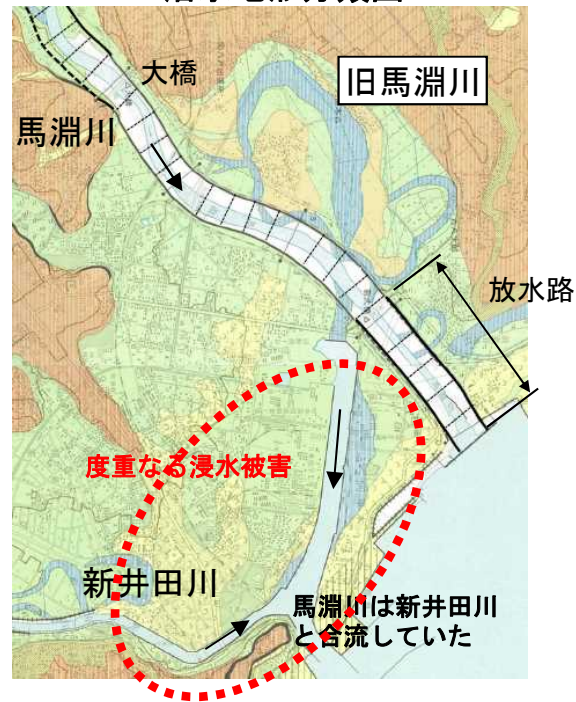 大橋
旧馬淵川
馬淵川
放水路
度重なる浸水被害
新井田川
馬淵川は新井田川
と合流していた